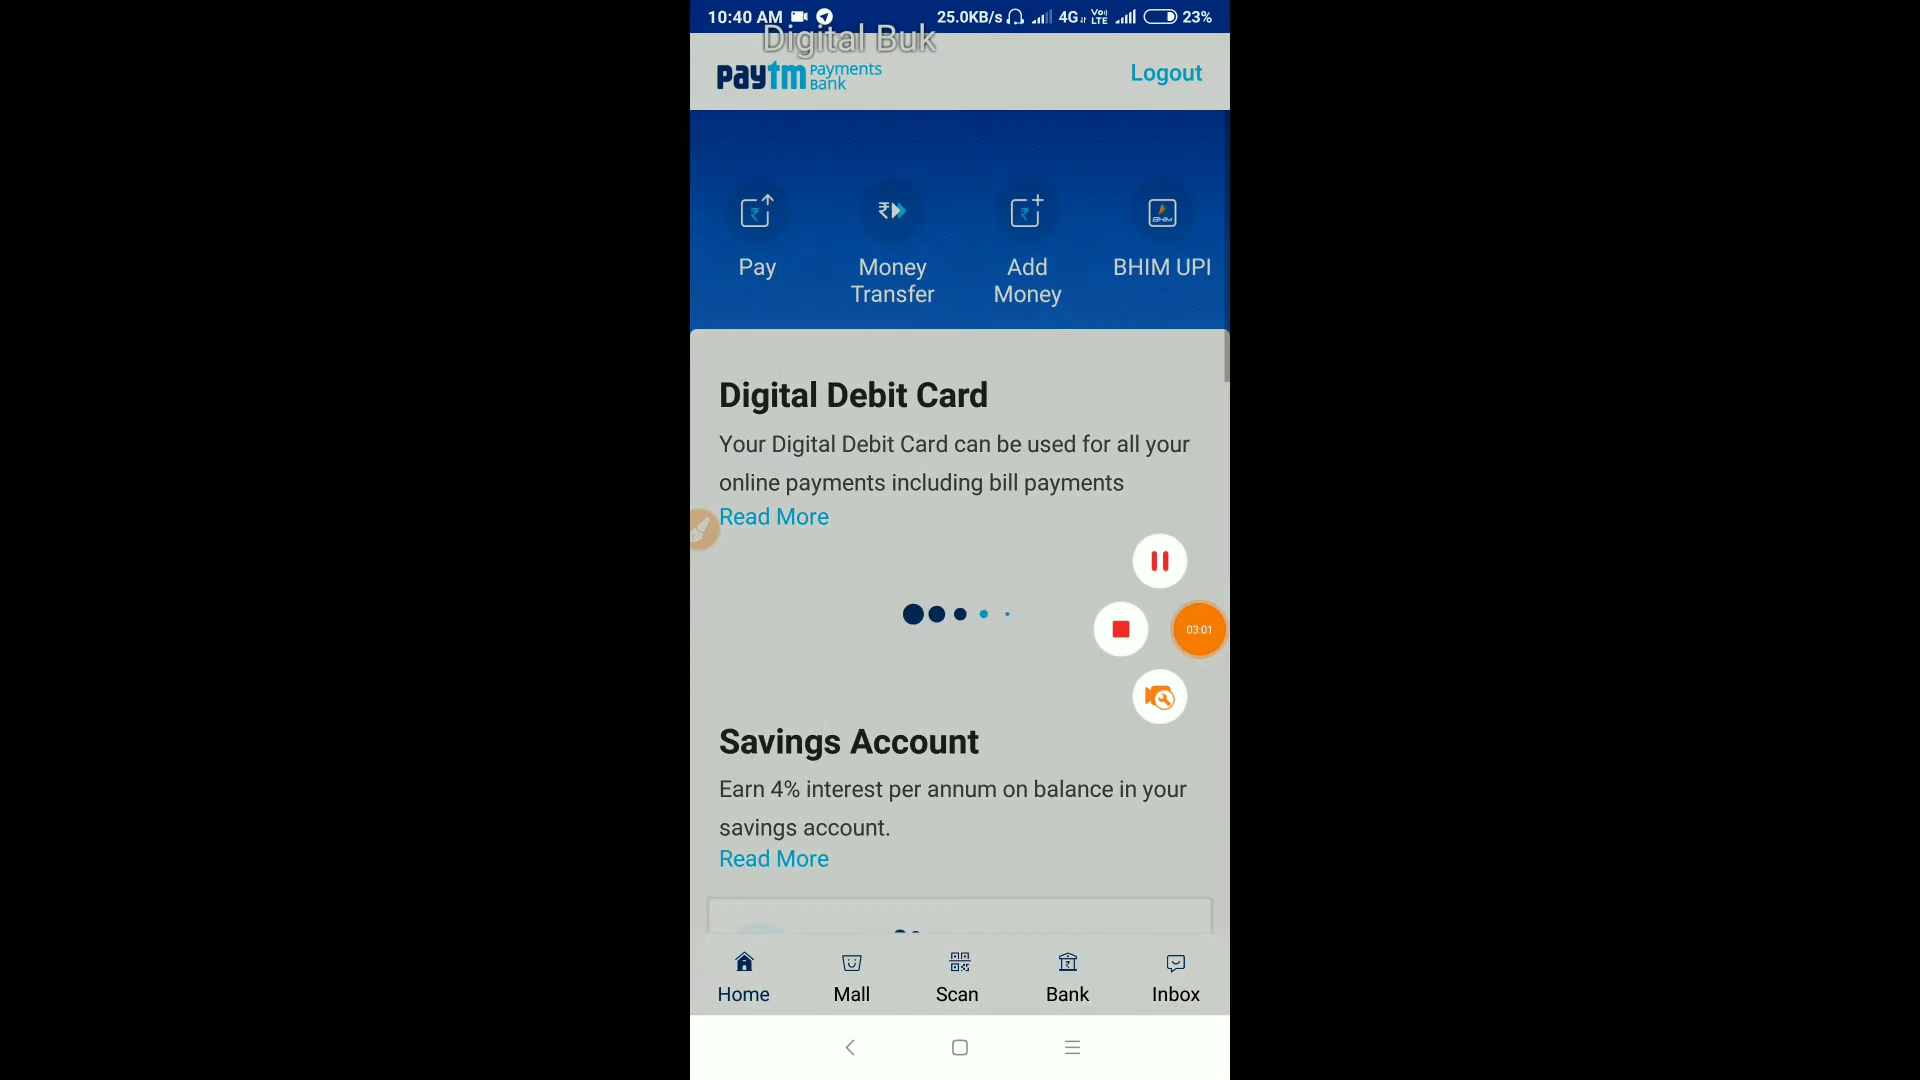 10:40 AM 25.0KB/s 4G Vo) LTE 23%
Digital Buk
paytm Payments Bank
Logout
Pay
Money Transfer
Add Money
BHIM UPI
Digital Debit Card
Your Digital Debit Card can be used for all your
online payments including bill payments
Read More
03:01
Savings Account
Earn 4% interest per annum on balance in your
savings account.
Read More
Home Mall Scan Bank Inbox